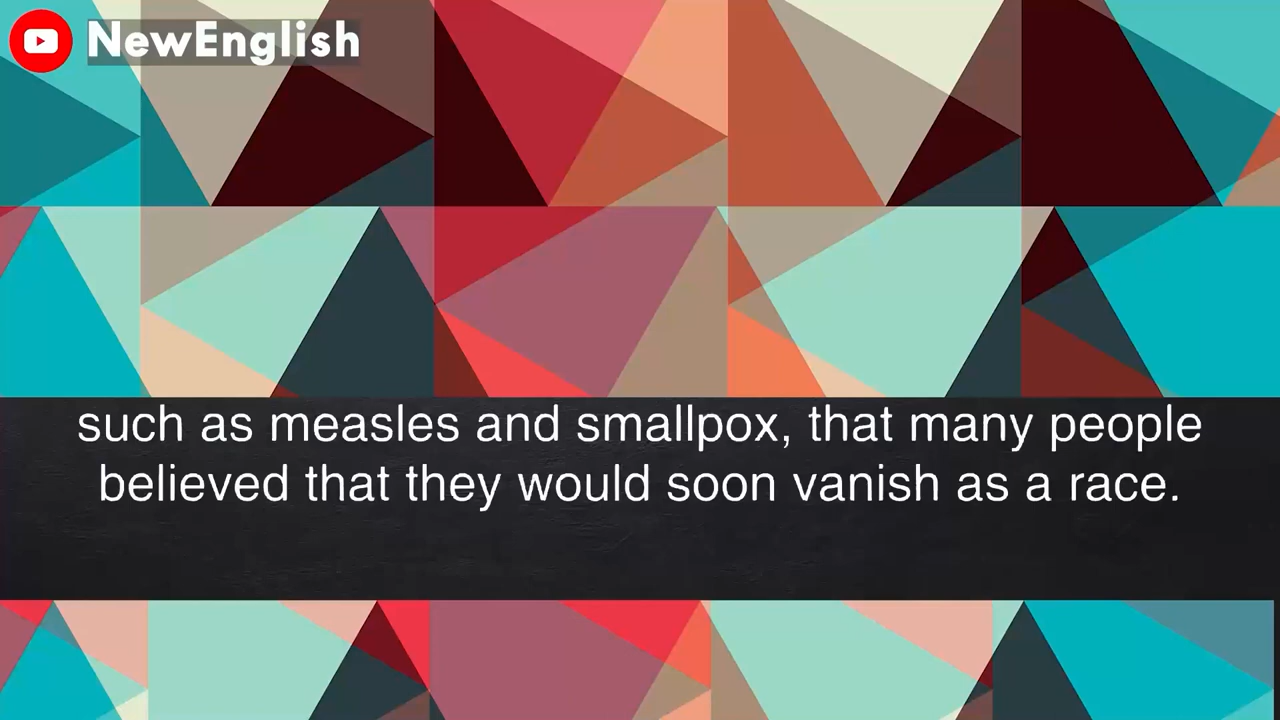 NewEnglish
such as measles and smallpox, that many people
believed that they would soon vanish as a race.